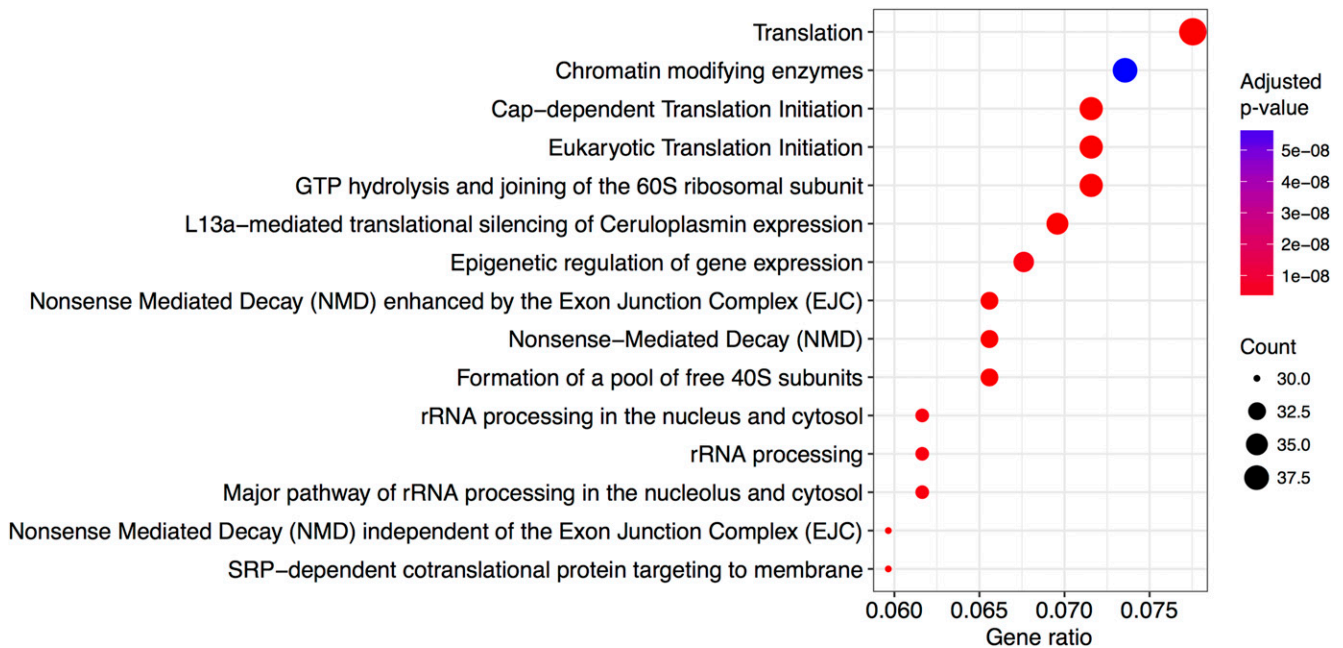 Translation
Chromatin modifying enzymes
Cap−dependent Translation Initiation
Eukaryotic Translation Initiation
GTP hydrolysis and joining of the 60S ribosomal subunit
L13a−mediated translational silencing of Ceruloplasmin expression
Epigenetic regulation of gene expression
Nonsense Mediated Decay (NMD) enhanced by the Exon Junction Complex (EJC)
Nonsense−Mediated Decay (NMD)
Formation of a pool of free 40S subunits
rRNA processing in the nucleus and cytosol
rRNA processing
Major pathway of rRNA processing in the nucleolus and cytosol
Nonsense Mediated Decay (NMD) independent of the Exon Junction Complex (EJC)
SRP−dependent cotranslational protein targeting to membrane
0.060 0.065 0.070 0.075
Gene ratio
Adjusted
p-value
5e−08
4e−08
3e−08
2e−08
1e−08
Count
30.0
32.5
35.0
37.5